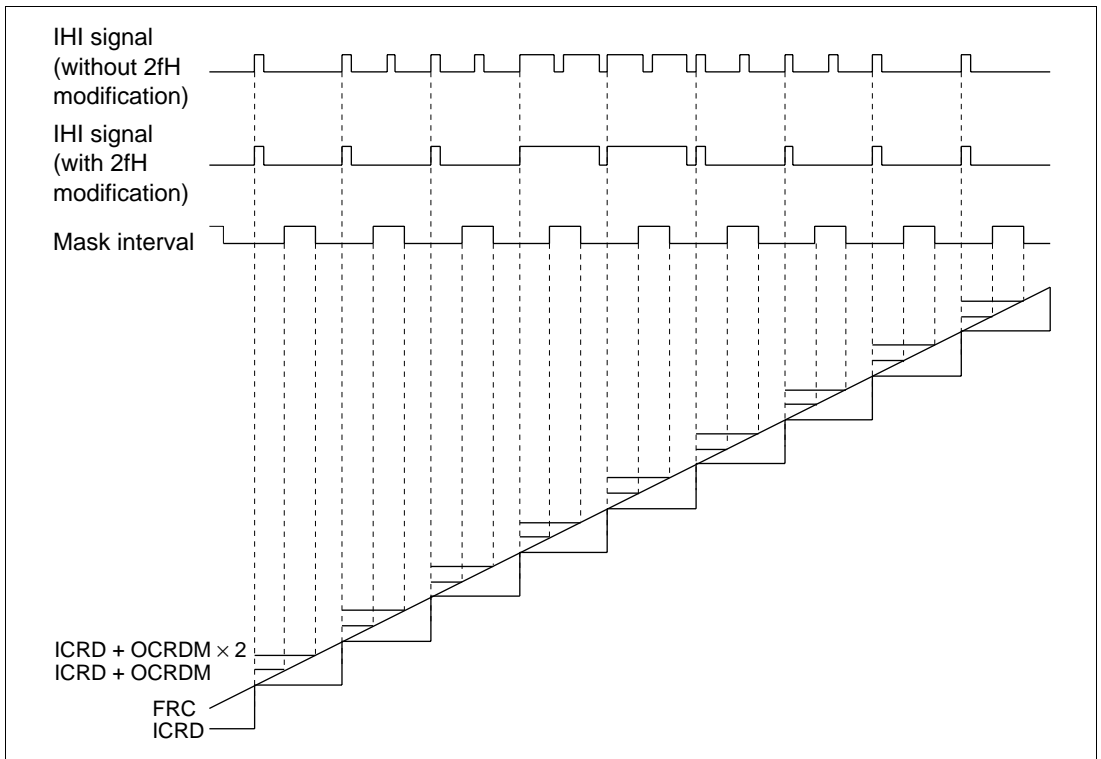 IHI signal
(without 2fH
modification)
IHI signal
(with 2fH
modification)
Mask interval
ICRD + OCRDM × 2
ICRD + OCRDM
FRC
ICRD